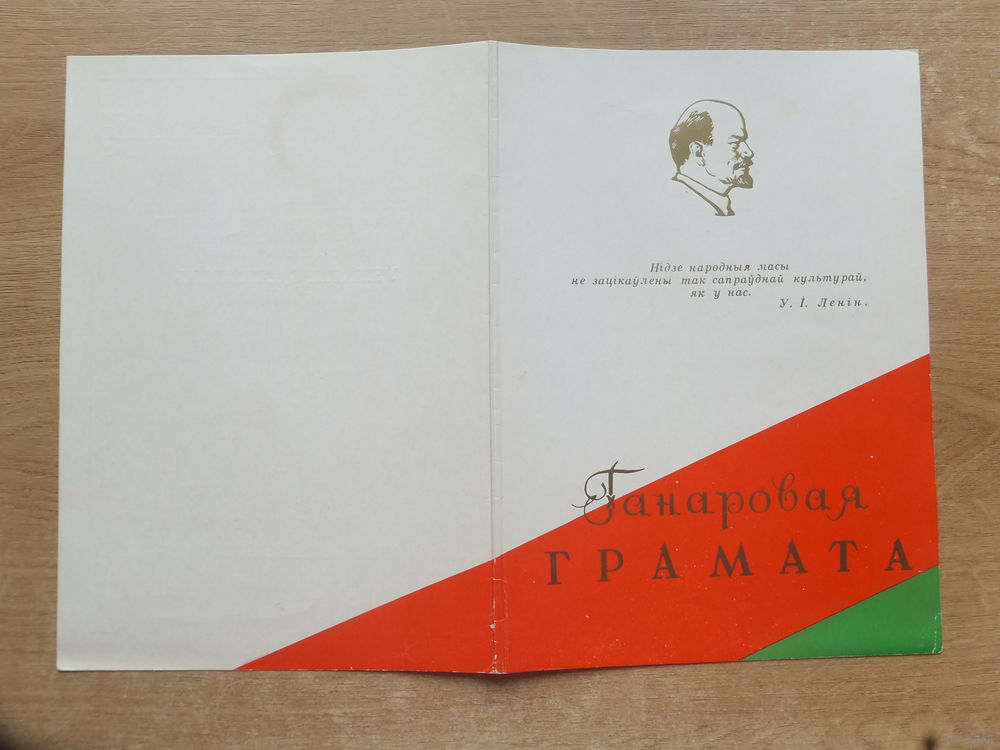 Нідзе народныя масы
не зацікаўлены так сапраўднай культурай,
як у нас.
У. І. Ленін.
Ганаровая
ГРАМАТА